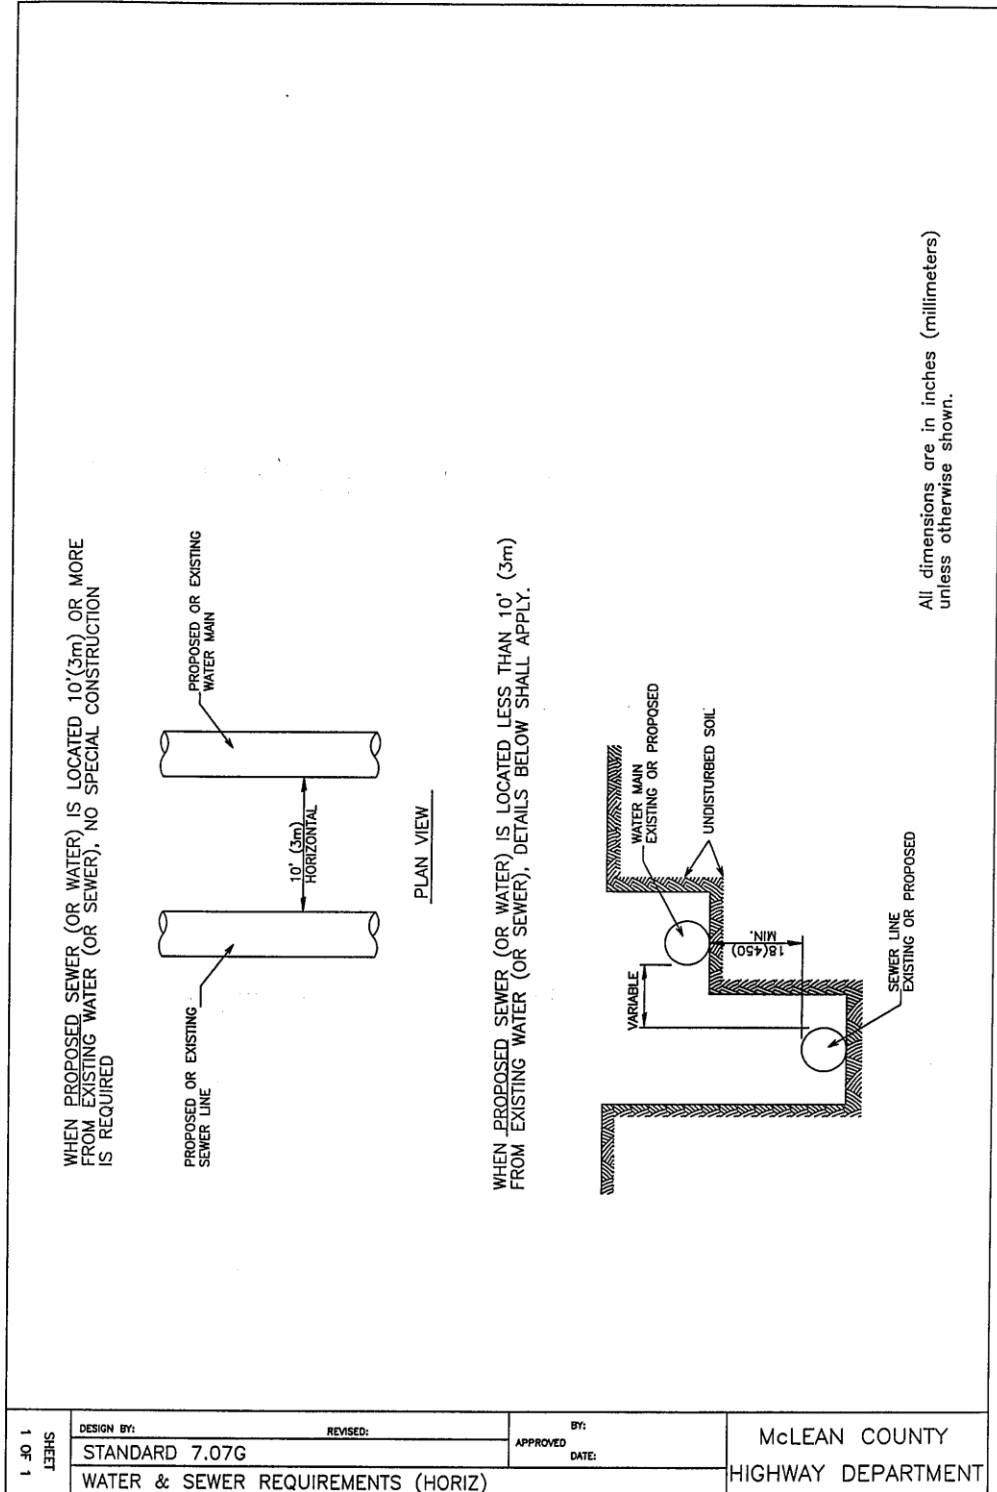 WHEN PROPOSED SEWER (OR WATER) IS LOCATED 10'(3m) OR MORE
FROM EXISTING WATER (OR SEWER), NO SPECIAL CONSTRUCTION
IS REQUIRED
PROPOSED OR EXISTING
SEWER LINE
10' (3m)
HORIZONTAL
PROPOSED OR EXISTING
WATER MAIN
PLAN VIEW
WHEN PROPOSED SEWER (OR WATER) IS LOCATED LESS THAN 10' (3m)
FROM EXISTING WATER (OR SEWER), DETAILS BELOW SHALL APPLY.
VARIABLE
WATER MAIN
EXISTING OR PROPOSED
UNDISTURBED SOIL
18(450)
MIN.
SEWER LINE
EXISTING OR PROPOSED
All dimensions are in inches (millimeters)
unless otherwise shown.
SHEET
1 OF 1
DESIGN BY: REVISED:
STANDARD 7.07G
WATER & SEWER REQUIREMENTS (HORIZ)
BY:
APPROVED
DATE:
McLEAN COUNTY
HIGHWAY DEPARTMENT